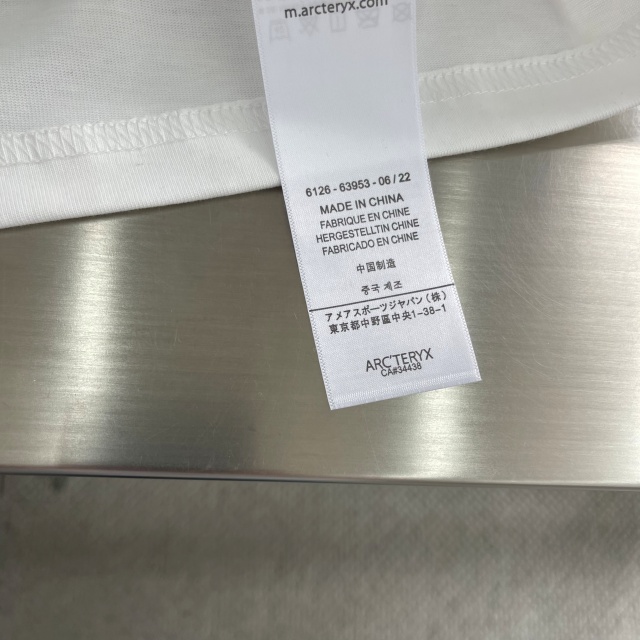 m.arcteryx.com
6126 - 63953 - 06 / 22
MADE IN CHINA
FABRIQUE EN CHINE
HERGESTELLTIN CHINE
FABRICADO EN CHINE
中国制造
중국 제조
アメアスポーツジャパン（株）
東京都中野區中央1-38-1
ARC'TERYX
CA#34438